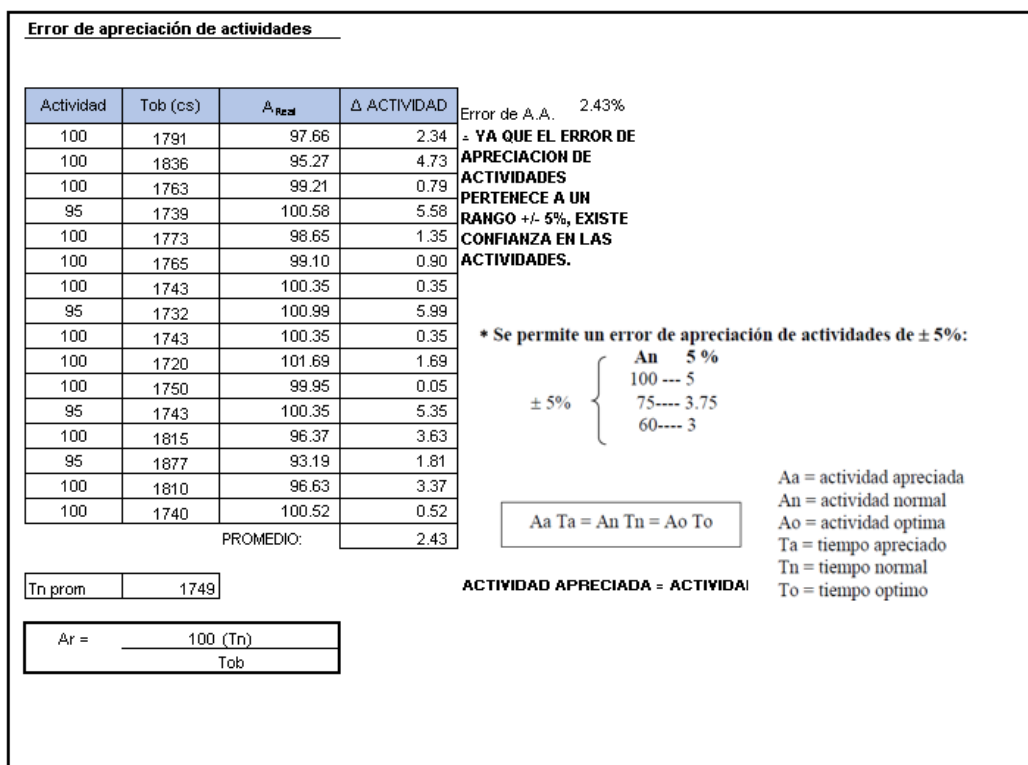 Error de apreciación de actividades
Actividad Tob (cs) A Real Δ ACTIVIDAD
100 1791 97.66 2.34
100 1836 95.27 4.73
100 1763 99.21 0.79
95 1739 100.58 5.58
100 1773 98.65 1.35
100 1765 99.10 0.90
100 1743 100.35 0.35
95 1732 100.99 5.99
100 1743 100.35 0.35
100 1720 101.69 1.69
100 1750 99.95 0.05
95 1743 100.35 5.35
100 1815 96.37 3.63
95 1877 93.19 1.81
100 1810 96.63 3.37
100 1740 100.52 0.52
PROMEDIO: 2.43
Tn prom 1749
Ar = 100 (Tn)
Tob
Error de A.A. 2.43%
∴ YA QUE EL ERROR DE
APRECIACION DE
ACTIVIDADES
PERTENECE A UN
RANGO +/- 5%, EXISTE
CONFIANZA EN LAS
ACTIVIDADES.
* Se permite un error de apreciación de actividades de ± 5%:
An 5 %
100 --- 5
± 5% 75---- 3.75
60---- 3
Aa Ta = An Tn = Ao To
Aa = actividad apreciada
An = actividad normal
Ao = actividad optima
Ta = tiempo apreciado
Tn = tiempo normal
To = tiempo optimo
ACTIVIDAD APRECIADA = ACTIVIDA